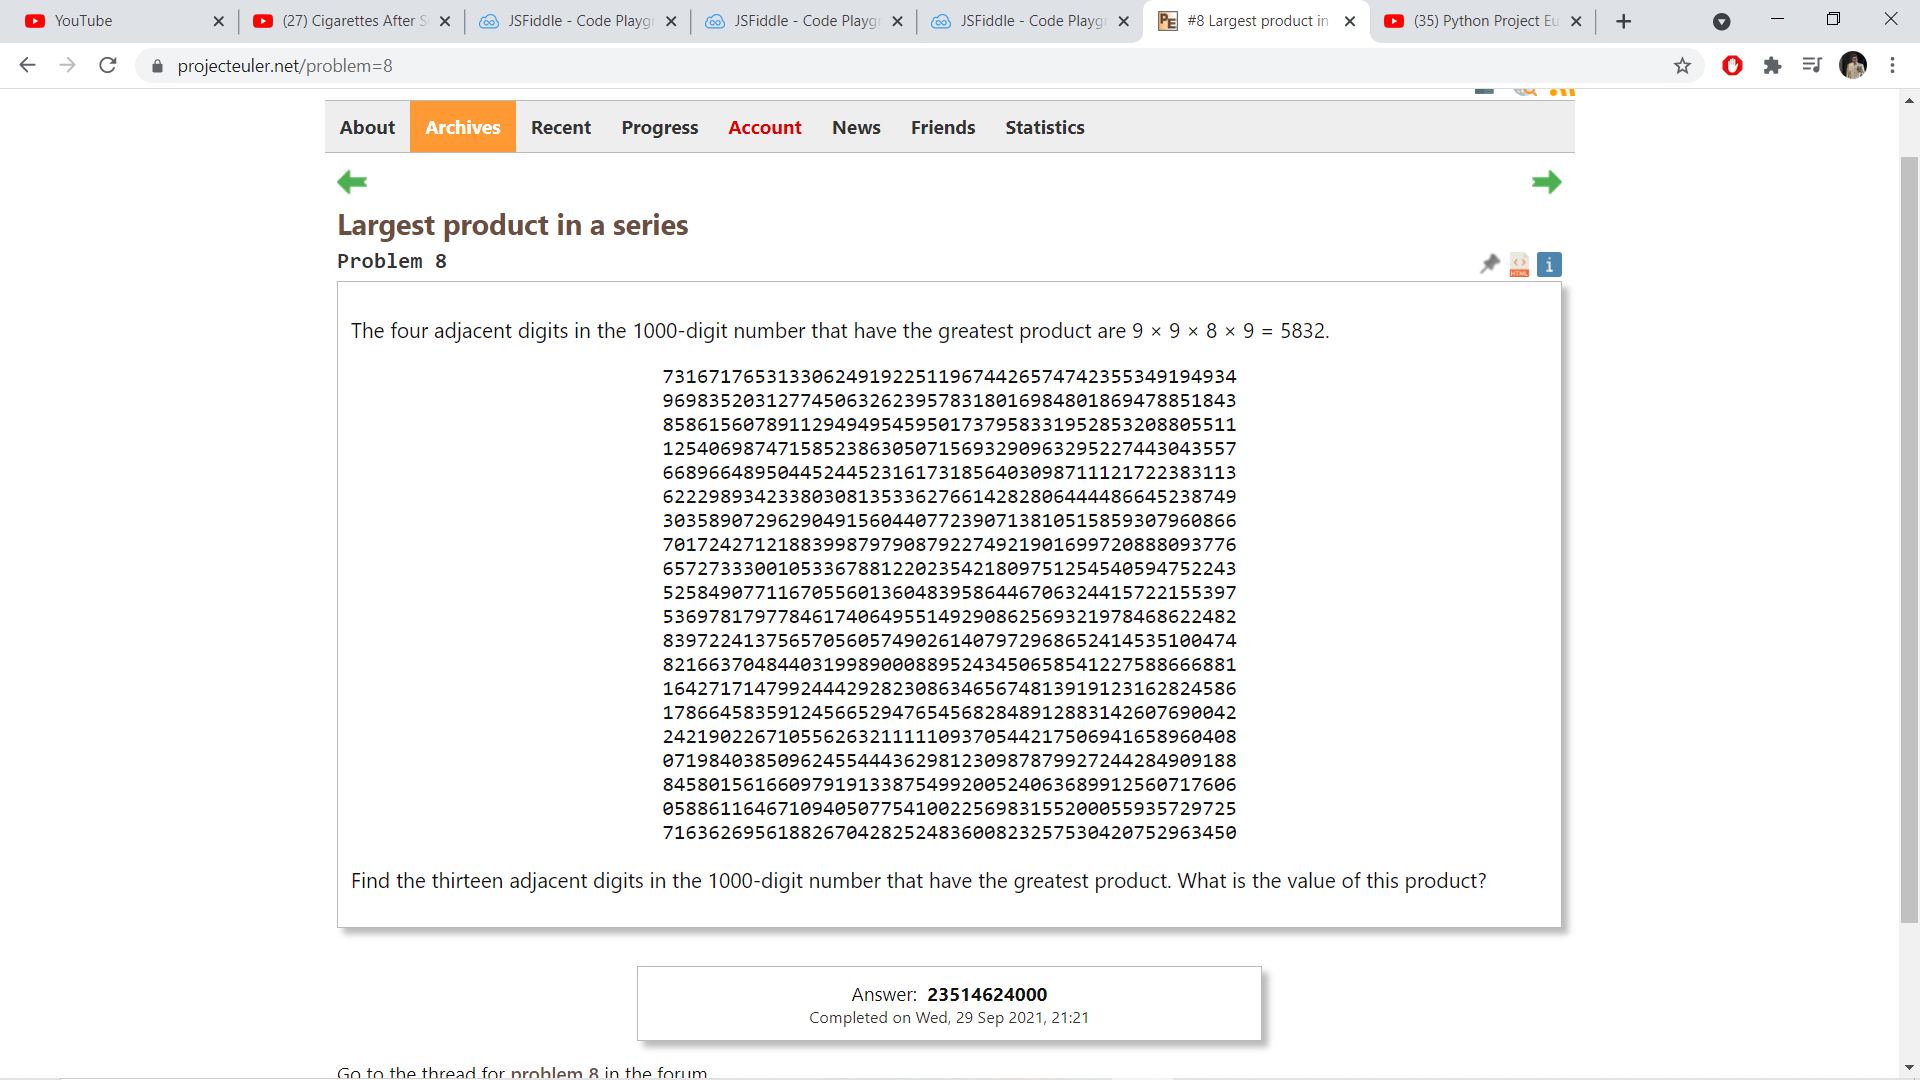 YouTube
(27) Cigarettes After S
JSFiddle - Code Playgr
JSFiddle - Code Playgr
JSFiddle - Code Playgr
PE #8 Largest product in
(35) Python Project Eu
projecteuler.net/problem=8
About Archives Recent Progress Account News Friends Statistics
Largest product in a series
Problem 8
HTML
i
The four adjacent digits in the 1000-digit number that have the greatest product are 9 × 9 × 8 × 9 = 5832.
73167176531330624919225119674426574742355349194934
96983520312774506326239578318016984801869478851843
85861560789112949495459501737958331952853208805511
12540698747158523863050715693290963295227443043557
66896648950445244523161731856403098711121722383113
62229893423380308135336276614282806444486645238749
30358907296290491560440772390713810515859307960866
70172427121883998797908792274921901699720888093776
65727333001053367881220235421809751254540594752243
52584907711670556013604839586446706324415722155397
53697817977846174064955149290862569321978468622482
83972241375657056057490261407972968652414535100474
82166370484403199890008895243450658541227588666881
16427171479924442928230863465674813919123162824586
17866458359124566529476545682848912883142607690042
24219022671055626321111109370544217506941658960408
07198403850962455444362981230987879927244284909188
84580156166097919133875499200524063689912560717606
05886116467109405077541002256983155200055935729725
71636269561882670428252483600823257530420752963450
Find the thirteen adjacent digits in the 1000-digit number that have the greatest product. What is the value of this product?
Answer: 23514624000
Completed on Wed, 29 Sep 2021, 21:21
Go to the thread for problem 8 in the forum.